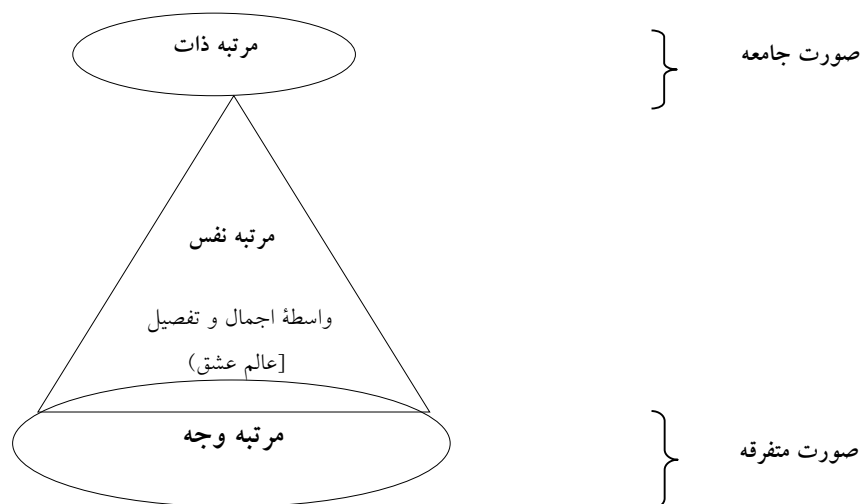 صورت جامعه
مرتبه ذات
مرتبه نفس
واسطهٔ اجمال و تفصیل
[عالم عشق)
مرتبه وجه
صورت متفرقه